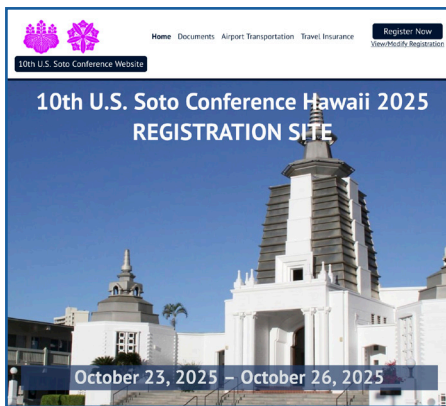 Home Documents Airport Transportation Travel Insurance
Register Now
View/Modify Registration
10th U.S. Soto Conference Website
10th U.S. Soto Conference Hawaii 2025
REGISTRATION SITE
October 23, 2025 – October 26, 2025